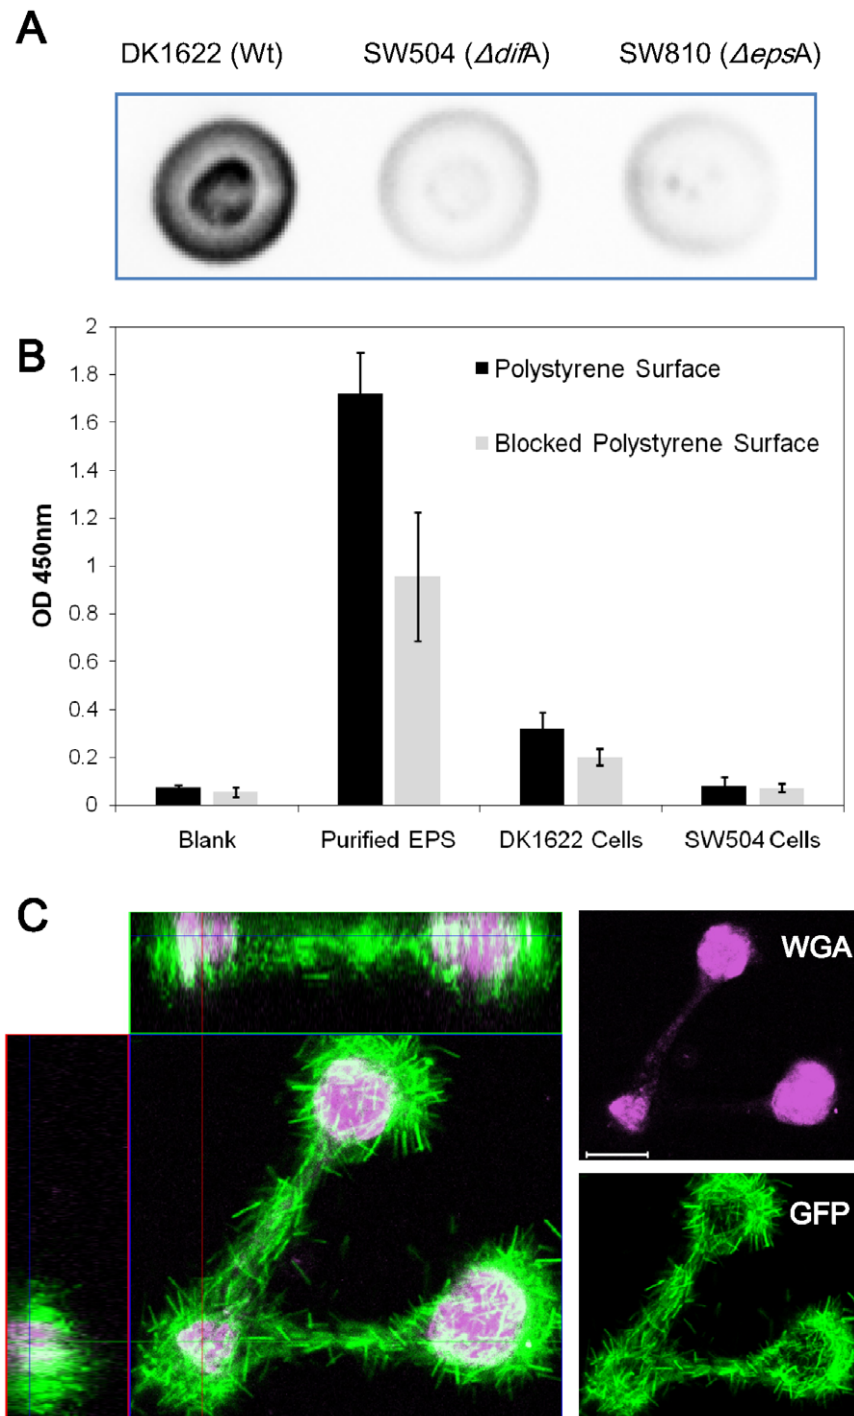 A
DK1622 (Wt) SW504 (ΔdifA) SW810 (ΔepsA)
B
2
1.8
1.6
1.4
1.2
1
0.8
0.6
0.4
0.2
0
OD 450nm
Polystyrene Surface
Blocked Polystyrene Surface
Blank Purified EPS DK1622 Cells SW504 Cells
C
WGA
GFP